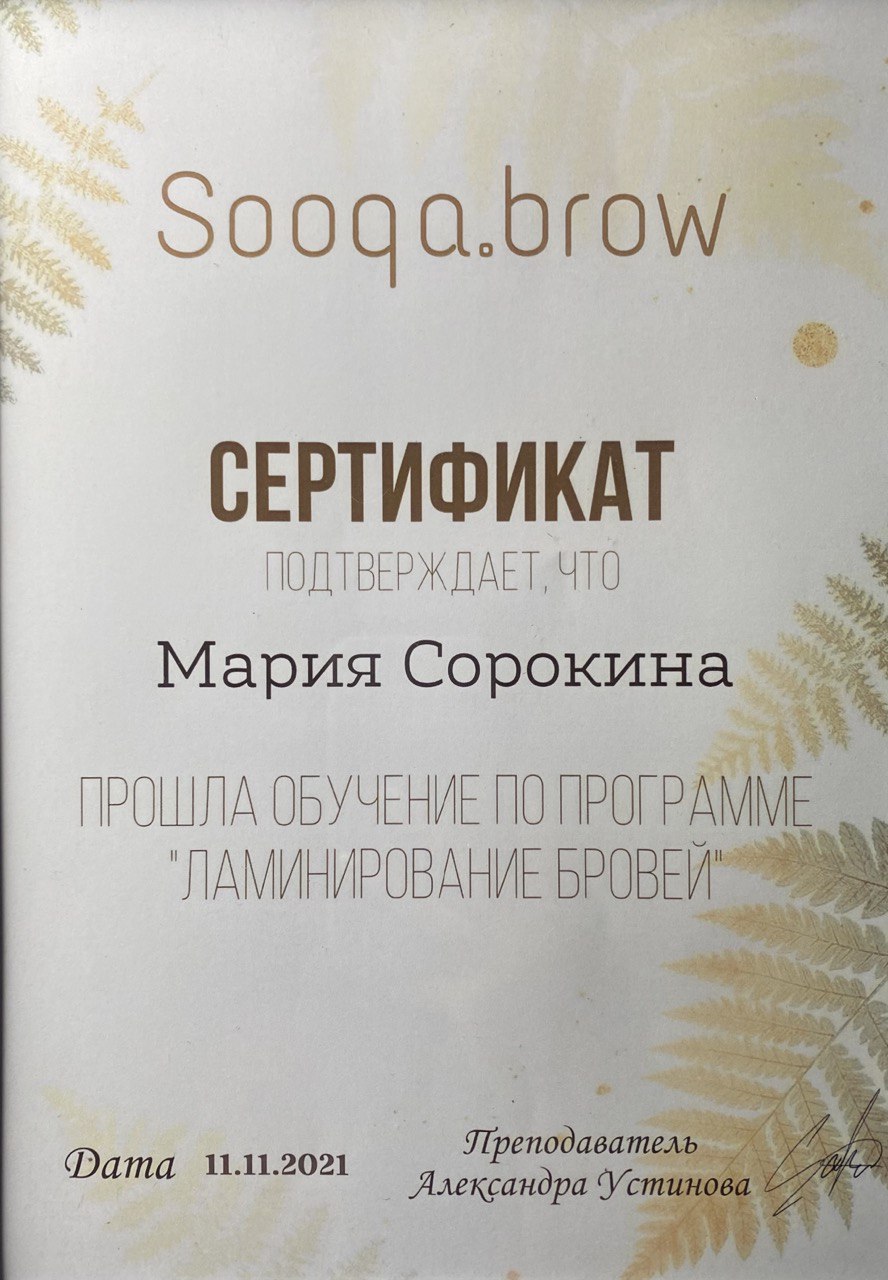 Sooqa.brow
СЕРТИФИКАТ
ПОДТВЕРЖДАЕТ, ЧТО
Мария Сорокина
ПРОШЛА ОБУЧЕНИЕ ПО ПРОГРАММЕ
"ЛАМИНИРОВАНИЕ БРОВЕЙ"
Дата 11.11.2021
Преподаватель
Александра Устинова